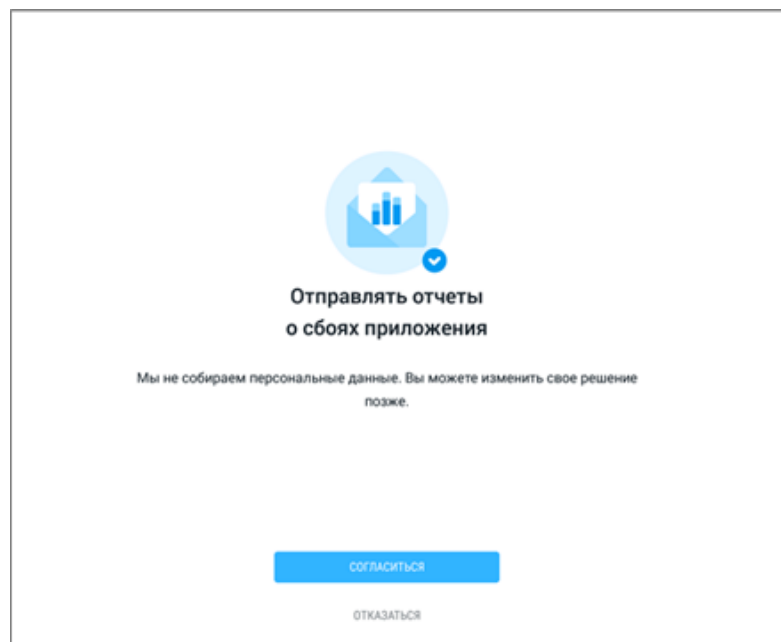 Отправлять отчеты
о сбоях приложения
Мы не собираем персональные данные. Вы можете изменить свое решение
позже.
СОГЛАСИТЬСЯ
ОТКАЗАТЬСЯ